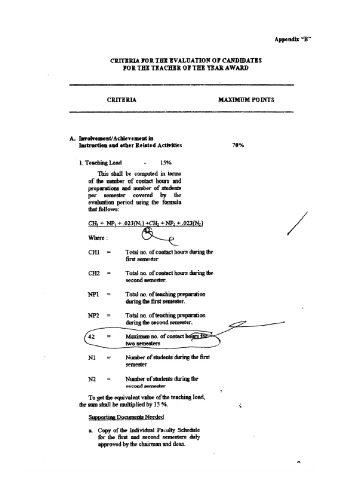 Appendix "B"
CRITERIA FOR THE EVALUATION OF CANDIDATES
FOR THE TEACHER OF THE YEAR AWARD
CRITERIA MAXIMUM POINTS
A. Involvement/Achievement in
Instruction and other Related Activities 70%
1. Teaching Load - 15%
This shall be computed in terms
of the number of contact hours and
preparations and number of students
per semester covered by the
evaluation period using the formula
that follows:
CH₁ + NP₁ + .023(N₁) +CH₂ + NP₂ + .023(N₂)
42
Where :
CH1 = Total no. of contact hours during the
first semester
CH2 = Total no. of contact hours during the
second semester.
NP1 = Total no. of teaching preparation
during the first semester.
NP2 = Total no. of teaching preparation
during the second semester.
42 = Maximum no. of contact hours for
two semesters
N1 = Number of students during the first
semester
N2 = Number of students during the
second semester
To get the equivalent value of the teaching load,
the sum shall be multiplied by 15 %.
Supporting Documents Needed
a. Copy of the Individual Faculty Schedule
for the first and second semesters duly
approved by the chairman and dean.